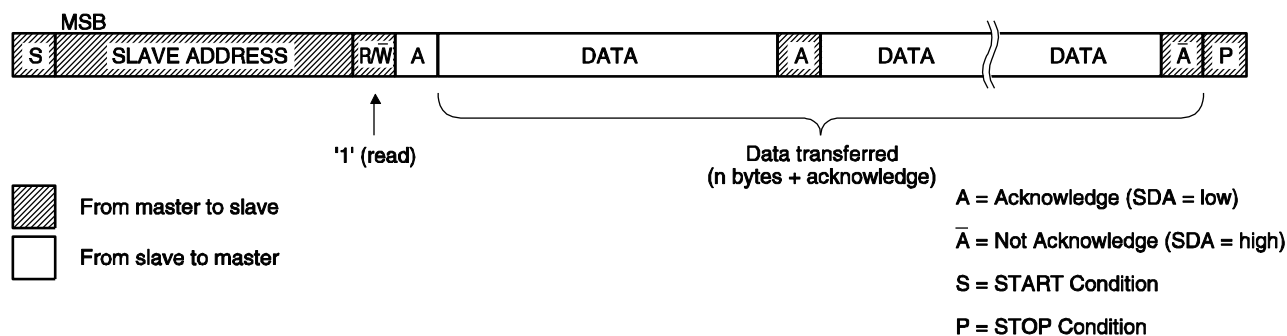 MSB
S SLAVE ADDRESS R/W̅ A DATA A DATA DATA A̅ P
'1' (read)
Data transferred
(n bytes + acknowledge)
From master to slave
From slave to master
A = Acknowledge (SDA = low)
A̅ = Not Acknowledge (SDA = high)
S = START Condition
P = STOP Condition